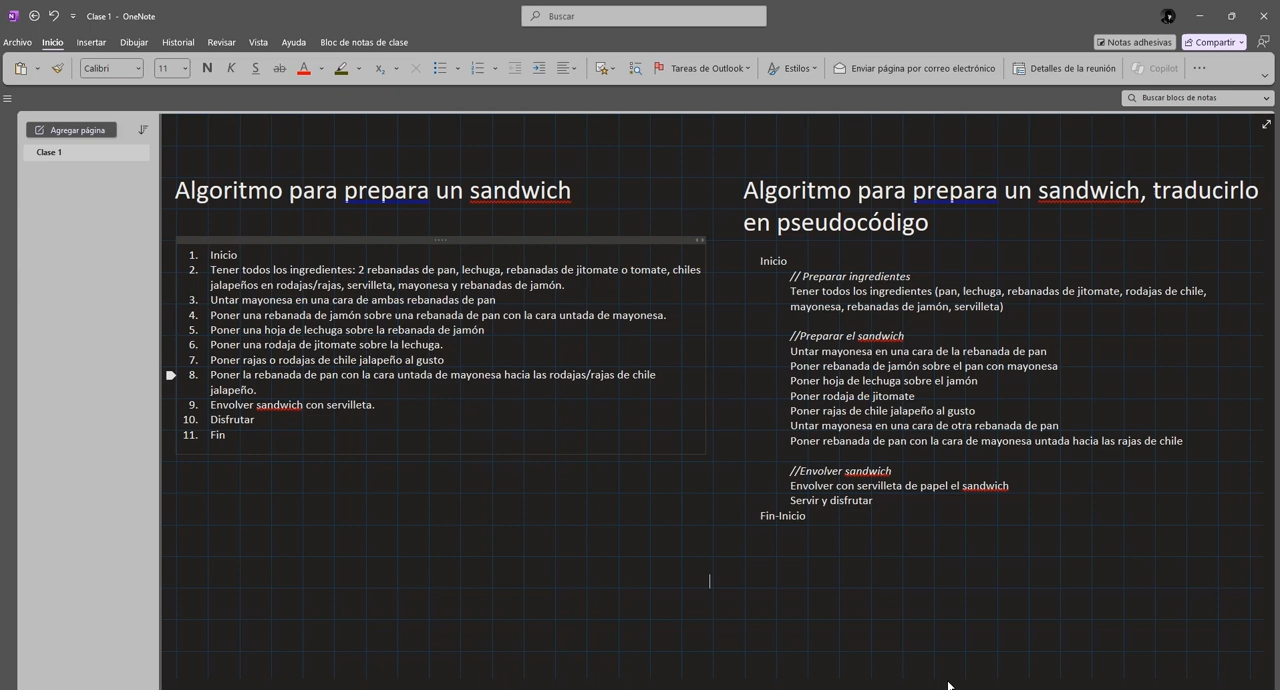 Clase 1 - OneNote
Buscar
Archivo Inicio Insertar Dibujar Historial Revisar Vista Ayuda Bloc de notas de clase
Notas adhesivas
Compartir
Calibri 11 N K S ab A x₂
Tareas de Outlook
Estilos
Enviar página por correo electrónico
Detalles de la reunión
Copilot
Buscar blocs de notas
Agregar página
Clase 1
Algoritmo para prepara un sandwich
1. Inicio
2. Tener todos los ingredientes: 2 rebanadas de pan, lechuga, rebanadas de jitomate o tomate, chiles
jalapeños en rodajas/rajas, servilleta, mayonesa y rebanadas de jamón.
3. Untar mayonesa en una cara de ambas rebanadas de pan
4. Poner una rebanada de jamón sobre una rebanada de pan con la cara untada de mayonesa.
5. Poner una hoja de lechuga sobre la rebanada de jamón
6. Poner una rodaja de jitomate sobre la lechuga.
7. Poner rajas o rodajas de chile jalapeño al gusto
8. Poner la rebanada de pan con la cara untada de mayonesa hacia las rodajas/rajas de chile
jalapeño.
9. Envolver sandwich con servilleta.
10. Disfrutar
11. Fin
Algoritmo para prepara un sandwich, traducirlo
en pseudocódigo
Inicio
// Preparar ingredientes
Tener todos los ingredientes (pan, lechuga, rebanadas de jitomate, rodajas de chile,
mayonesa, rebanadas de jamón, servilleta)
//Preparar el sandwich
Untar mayonesa en una cara de la rebanada de pan
Poner rebanada de jamón sobre el pan con mayonesa
Poner hoja de lechuga sobre el jamón
Poner rodaja de jitomate
Poner rajas de chile jalapeño al gusto
Untar mayonesa en una cara de otra rebanada de pan
Poner rebanada de pan con la cara de mayonesa untada hacia las rajas de chile
//Envolver sandwich
Envolver con servilleta de papel el sandwich
Servir y disfrutar
Fin-Inicio